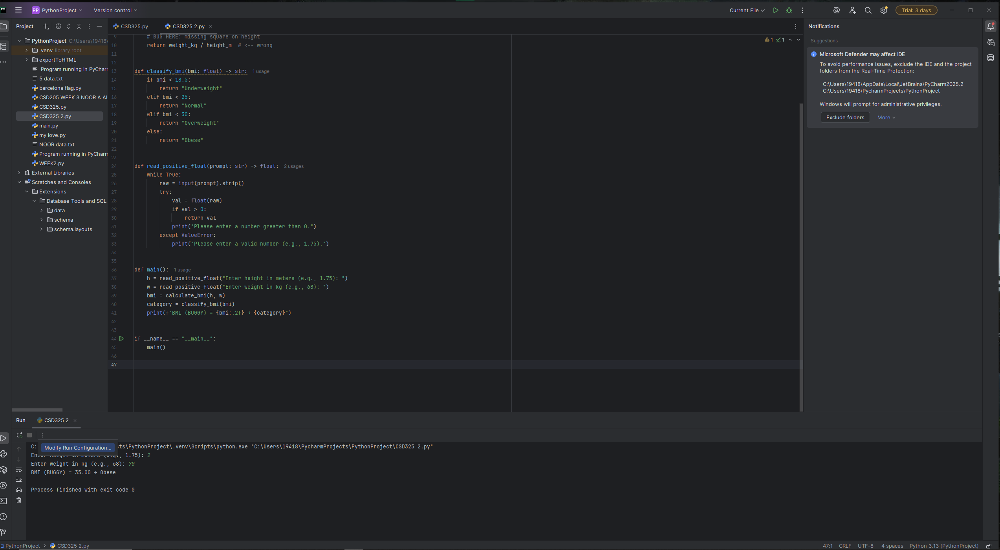 PC
PP PythonProject
Version control
Current File
Trial: 3 days
Project
PythonProject C:\Users\19418\
.venv library root
exportToHTML
Program running in PyCharm
5 data.txt
barcelona flag.py
CSD205 WEEK 3 NOOR A AL
CSD325.py
CSD325 2.py
main.py
my love.py
NOOR data.txt
Program running in PyCharm
WEEK2.py
External Libraries
Scratches and Consoles
Extensions
Database Tools and SQL
data
schema
schema.layouts
CSD325.py
CSD325 2.py
1 1
9 # BUG HERE: missing square on height
10 return weight_kg / height_m # <-- wrong
11
12
13 def classify_bmi(bmi: float) -> str: 1 usage
14 if bmi < 18.5:
15 return "Underweight"
16 elif bmi < 25:
17 return "Normal"
18 elif bmi < 30:
19 return "Overweight"
20 else:
21 return "Obese"
22
23
24 def read_positive_float(prompt: str) -> float: 2 usages
25 while True:
26 raw = input(prompt).strip()
27 try:
28 val = float(raw)
29 if val > 0:
30 return val
31 print("Please enter a number greater than 0.")
32 except ValueError:
33 print("Please enter a valid number (e.g., 1.75).")
34
35
36 def main(): 1 usage
37 h = read_positive_float("Enter height in meters (e.g., 1.75): ")
38 w = read_positive_float("Enter weight in kg (e.g., 68): ")
39 bmi = calculate_bmi(h, w)
40 category = classify_bmi(bmi)
41 print(f"BMI (BUGGY) = {bmi:.2f} → {category}")
42
43
44 if __name__ == "__main__":
45 main()
46
47
Notifications
Suggestions
Microsoft Defender may affect IDE
To avoid performance issues, exclude the IDE and the project
folders from the Real-Time Protection:
C:\Users\19418\AppData\Local\JetBrains\PyCharm2025.2
C:\Users\19418\PycharmProjects\PythonProject
Windows will prompt for administrative privileges.
Exclude folders
More
Run
CSD325 2
Modify Run Configuration...
C: cts\PythonProject\.venv\Scripts\python.exe "C:\Users\19418\PycharmProjects\PythonProject\CSD325 2.py"
Enter height in meters (e.g., 1.75): 2
Enter weight in kg (e.g., 68): 70
BMI (BUGGY) = 35.00 → Obese
Process finished with exit code 0
PythonProject > CSD325 2.py
47:1 CRLF UTF-8 4 spaces Python 3.13 (PythonProject)